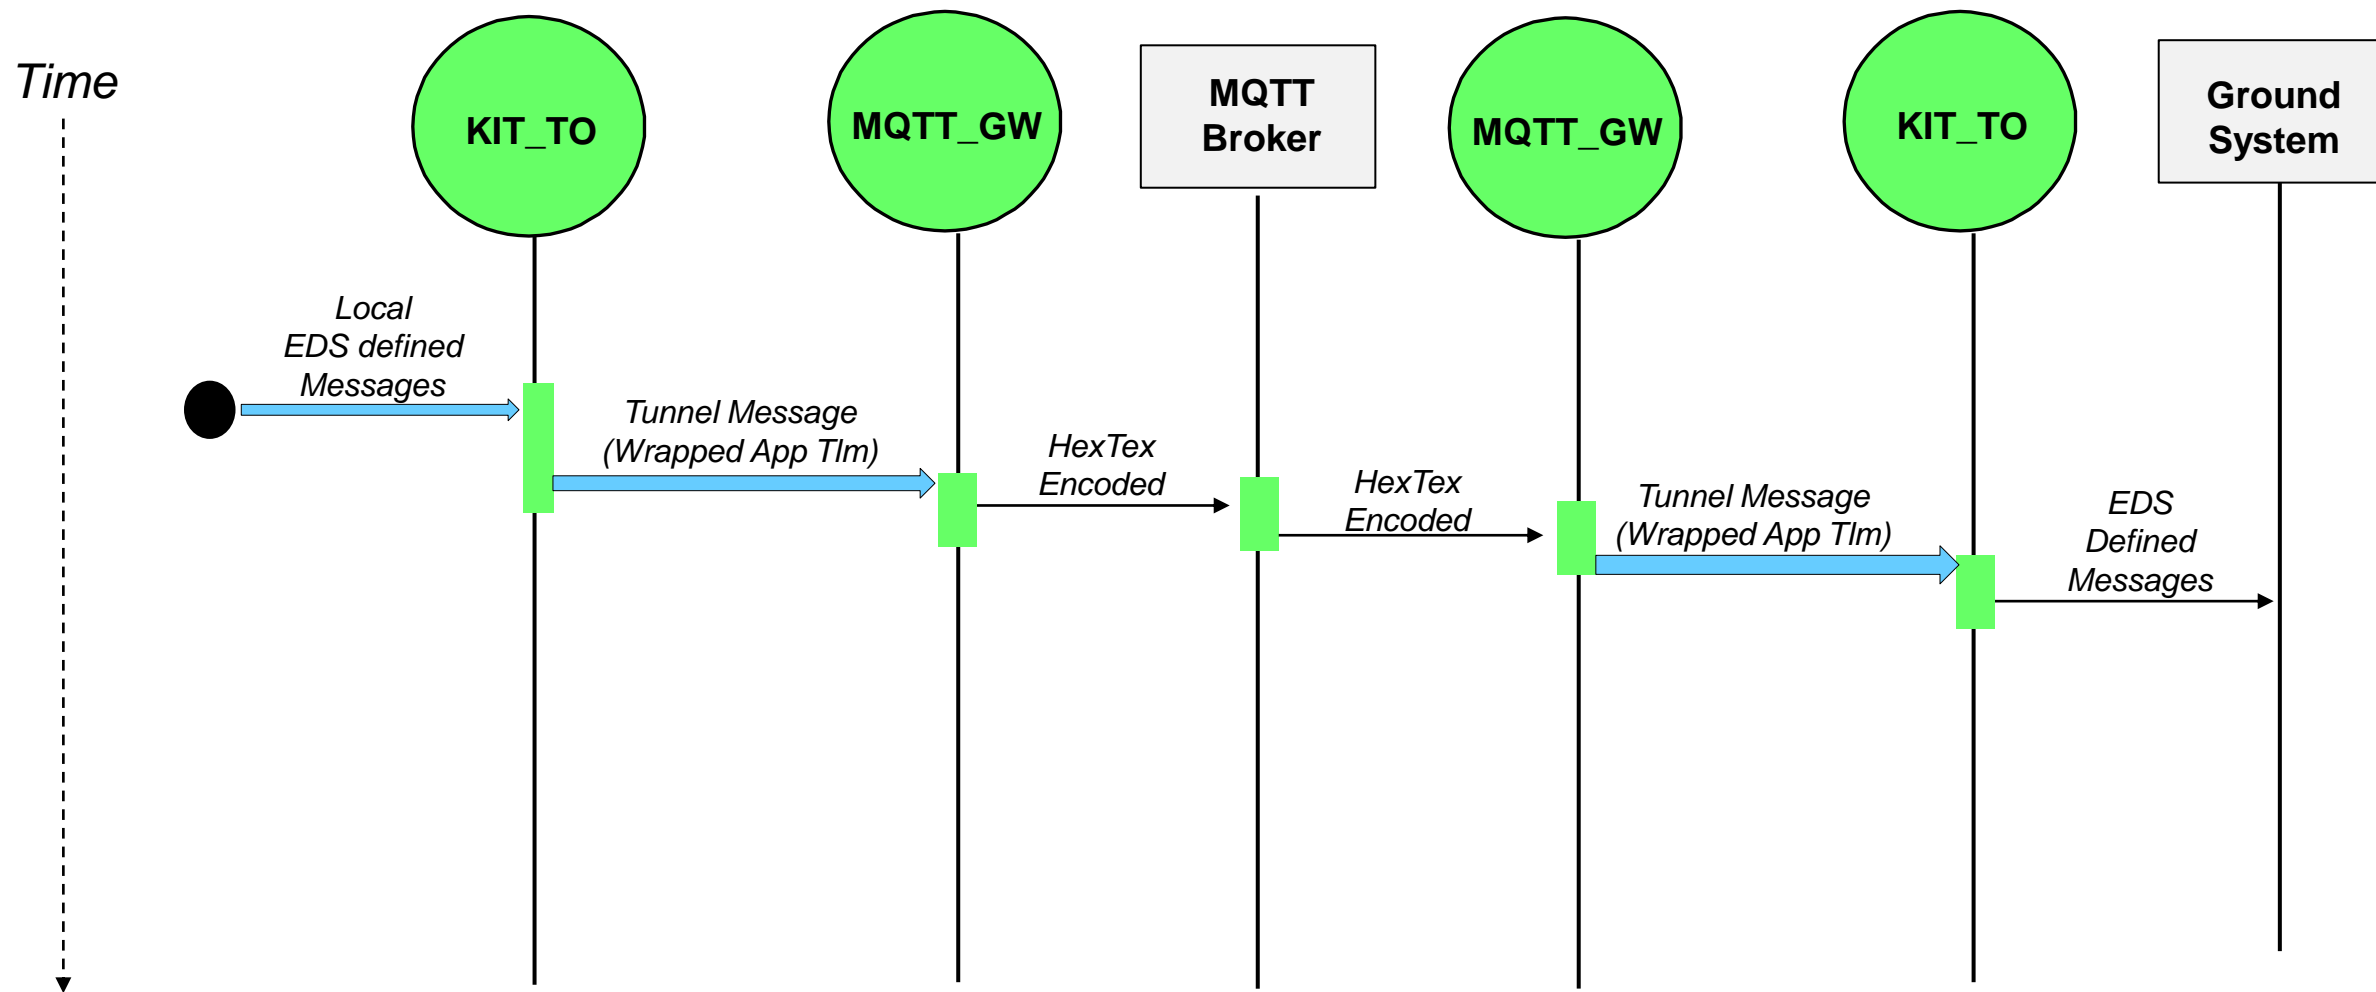 Time
KIT_TO
MQTT_GW
MQTT
Broker
MQTT_GW
KIT_TO
Ground
System
Local
EDS defined
Messages
Tunnel Message
(Wrapped App Tlm)
HexTex
Encoded
HexTex
Encoded
Tunnel Message
(Wrapped App Tlm)
EDS
Defined
Messages